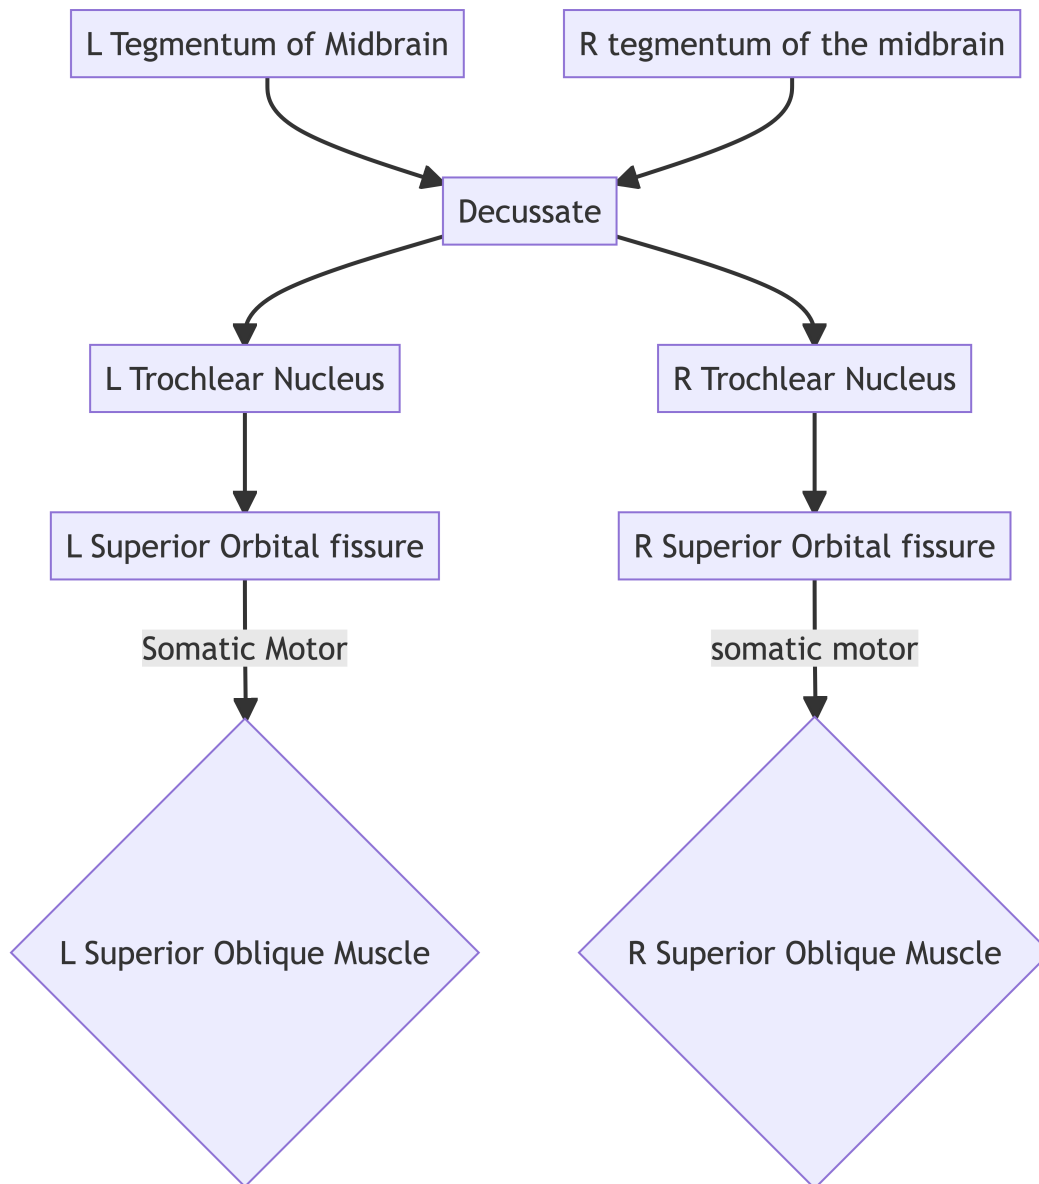 L Tegmentum of Midbrain
R tegmentum of the midbrain
Decussate
L Trochlear Nucleus
R Trochlear Nucleus
L Superior Orbital fissure
R Superior Orbital fissure
Somatic Motor
somatic motor
L Superior Oblique Muscle
R Superior Oblique Muscle